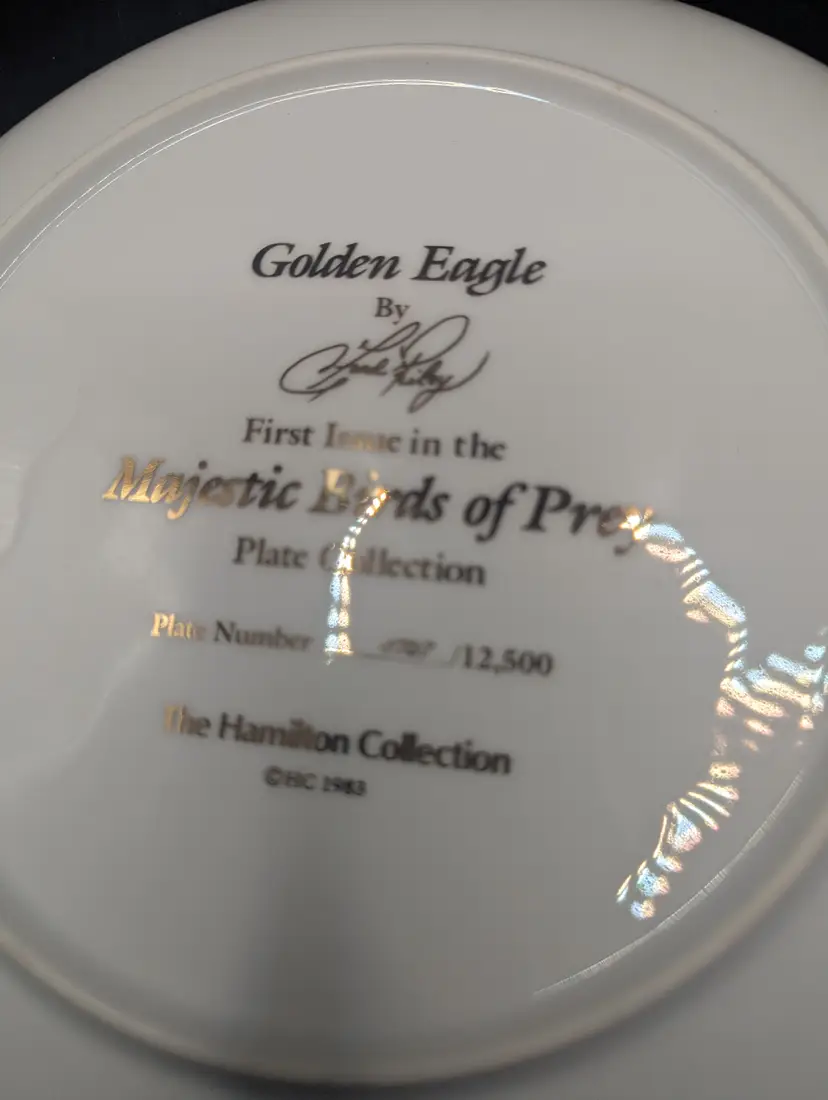 Golden Eagle
By
First Issue in the
Majestic Birds of Prey
Plate Collection
Plate Number /12,500
The Hamilton Collection
©HC 1983